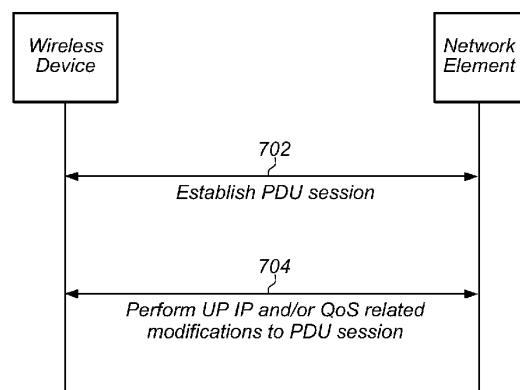 Wireless
Device
Network
Element
702
Establish PDU session
704
Perform UP IP and/or QoS related
modifications to PDU session